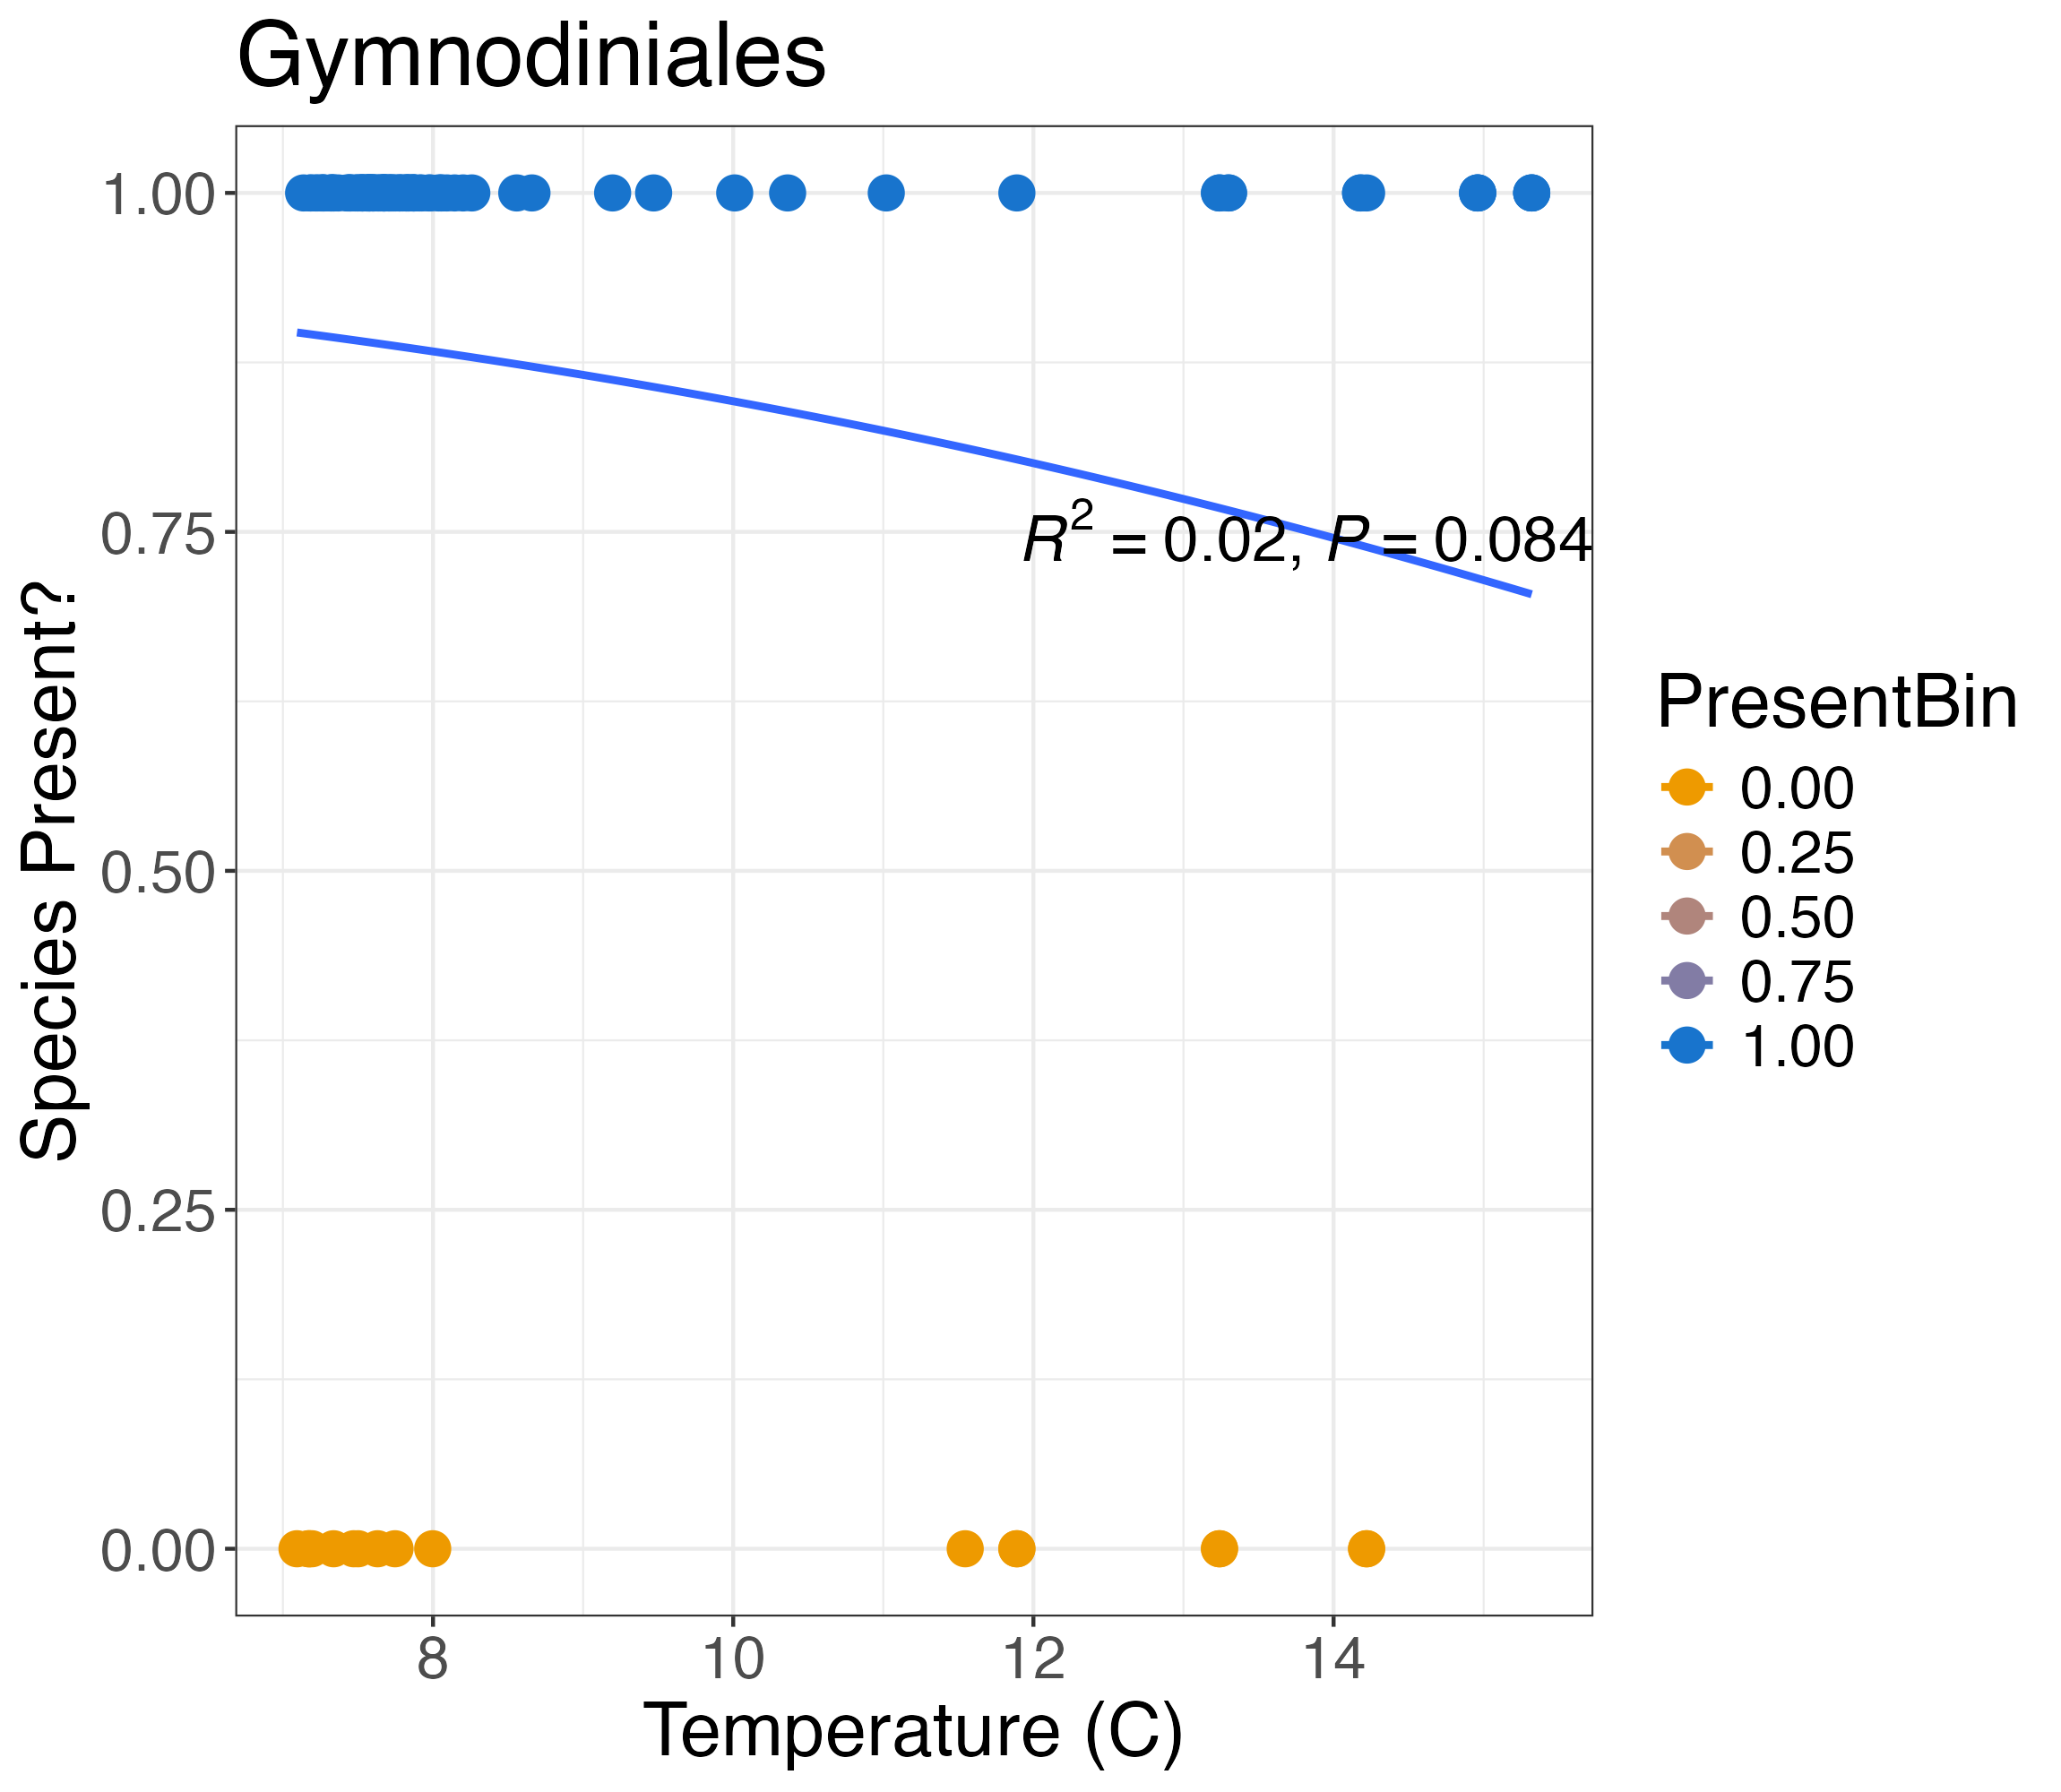 Gymnodiniales
1.00
0.75
0.50
0.25
0.00
Species Present?
R² = 0.02, P = 0.084
8 10 12 14
Temperature (C)
PresentBin
0.00
0.25
0.50
0.75
1.00